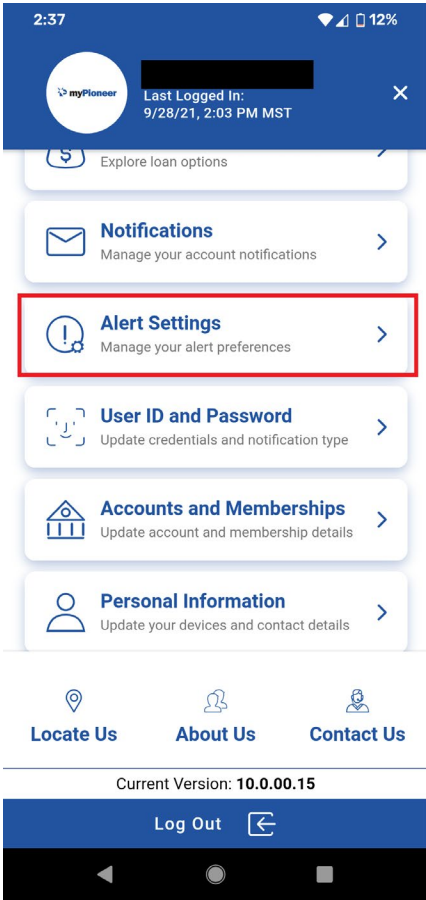 2:37
12%
myPioneer
Last Logged In:
9/28/21, 2:03 PM MST
Explore loan options
Notifications
Manage your account notifications
Alert Settings
Manage your alert preferences
User ID and Password
Update credentials and notification type
Accounts and Memberships
Update account and membership details
Personal Information
Update your devices and contact details
Locate Us
About Us
Contact Us
Current Version: 10.0.00.15
Log Out